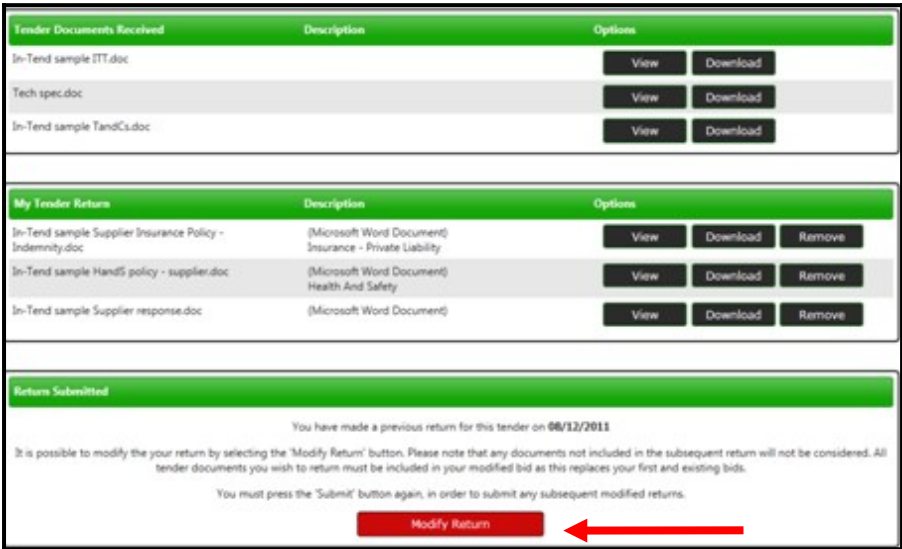 Tender Documents Received Description Options
In-Tend sample ITT.doc View Download
Tech spec.doc View Download
In-Tend sample TandCs.doc View Download
My Tender Return Description Options
In-Tend sample Supplier Insurance Policy - (Microsoft Word Document) View Download Remove
Indemnity.doc Insurance - Private Liability
In-Tend sample HandS policy - supplier.doc (Microsoft Word Document) View Download Remove
Health And Safety
In-Tend sample Supplier response.doc (Microsoft Word Document) View Download Remove
Return Submitted
You have made a previous return for this tender on 08/12/2011
It is possible to modify the your return by selecting the 'Modify Return' button. Please note that any documents not included in the subsequent return will not be considered. All
tender documents you wish to return must be included in your modified bid as this replaces your first and existing bids.
You must press the 'Submit' button again, in order to submit any subsequent modified returns.
Modify Return